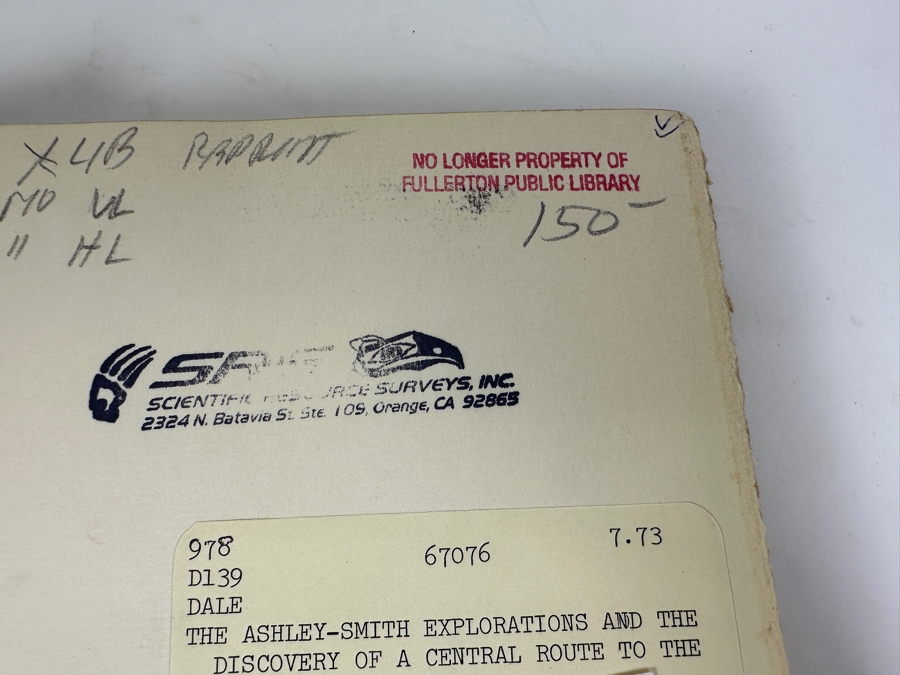 X4B REPRINT
NO LONGER PROPERTY OF
FULLERTON PUBLIC LIBRARY
MO VL
150-
" HL
SCIENTIFIC RESOURCE SURVEYS, INC.
2324 N. Batavia St. Ste. 109, Orange, CA 92865
978 67076 7.73
D139
DALE
THE ASHLEY-SMITH EXPLORATIONS AND THE
DISCOVERY OF A CENTRAL ROUTE TO THE